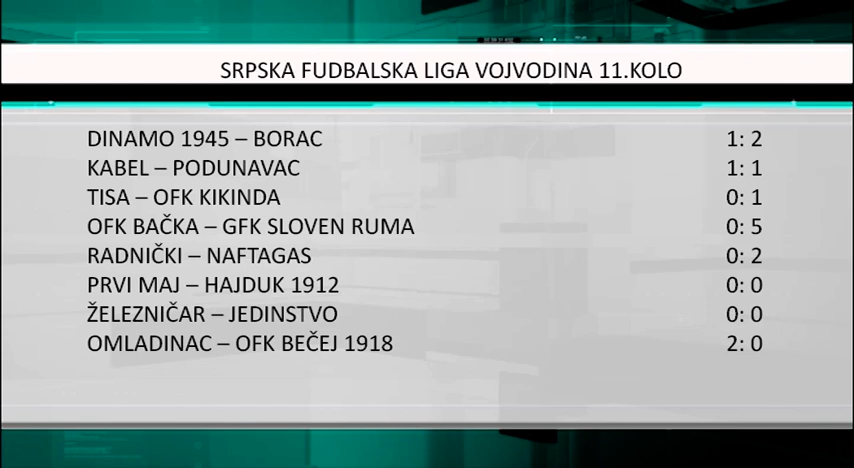 SRPSKA FUDBALSKA LIGA VOJVODINA 11.KOLO
DINAMO 1945 – BORAC 1: 2
KABEL – PODUNAVAC 1: 1
TISA – OFK KIKINDA 0: 1
OFK BAČKA – GFK SLOVEN RUMA 0: 5
RADNIČKI – NAFTAGAS 0: 2
PRVI MAJ – HAJDUK 1912 0: 0
ŽELEZNIČAR – JEDINSTVO 0: 0
OMLADINAC – OFK BEČEJ 1918 2: 0